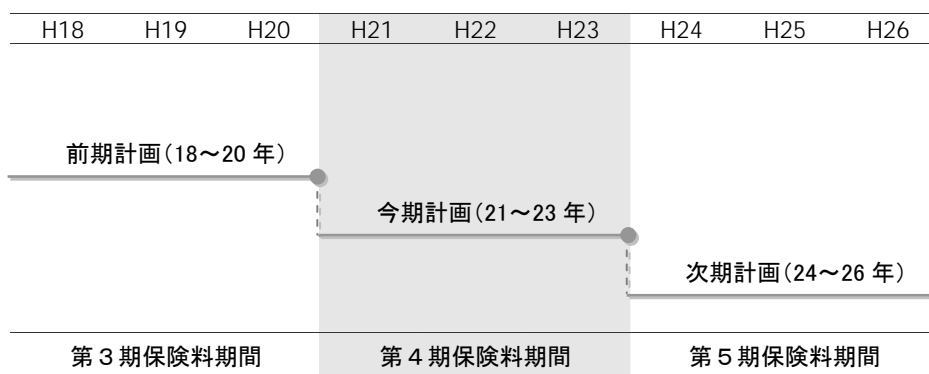 H18 H19 H20 H21 H22 H23 H24 H25 H26
前期計画（18～20 年）
今期計画（21～23 年）
次期計画（24～26 年）
第３期保険料期間 第４期保険料期間 第５期保険料期間